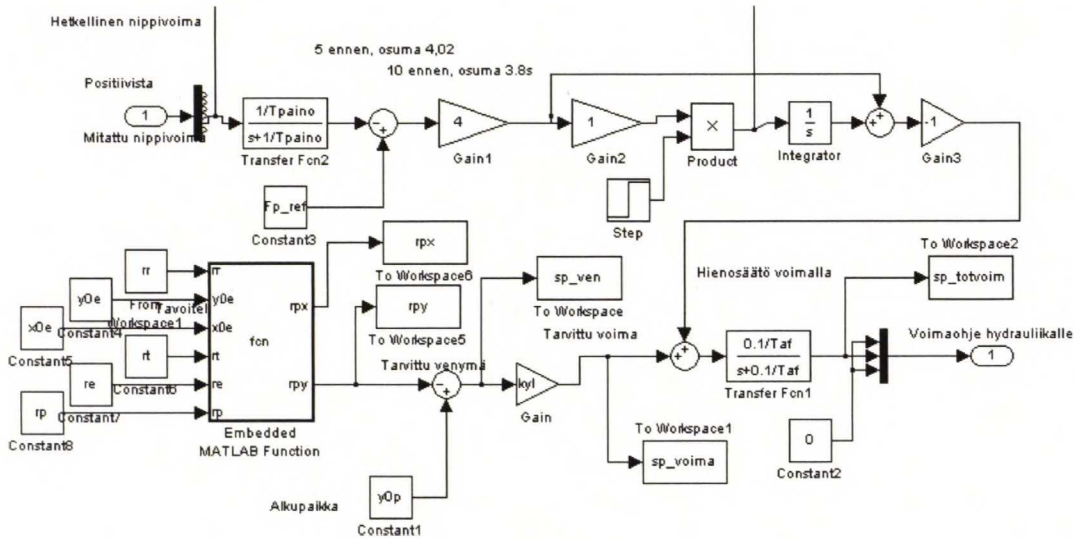 Hetkellinen nippivoima
5 ennen, osuma 4,02
10 ennen, osuma 3.8s
Positiivista
1
Mitattu nippivoima
1/Tpaino
s+1/Tpaino
Transfer Fcn2
-
+
4
Gain1
1
Gain2
×
Product
1
s
Integrator
+
+
-1
Gain3
Fp_ref
Constant3
Step
rr
From
Workspace1
Tavoitel
y0e
Constant4
x0e
Constant5
rt
Constant6
re
Constant7
rp
Constant8
rr
y0e
x0e
rt
re
rp
fcn
rpx
rpy
Embedded
MATLAB Function
rpx
To Workspace6
rpy
To Workspace5
Tarvittu venymä
-
+
sp_ven
To Workspace
Tarvittu voima
kyl
Gain
Alkupaikka
y0p
Constant1
To Workspace1
sp_voima
+
+
Hienosäätö voimalla
0.1/Taf
s+0.1/Taf
Transfer Fcn1
To Workspace2
sp_totvoim
Voimaohje hydrauliikalle
1
0
Constant2